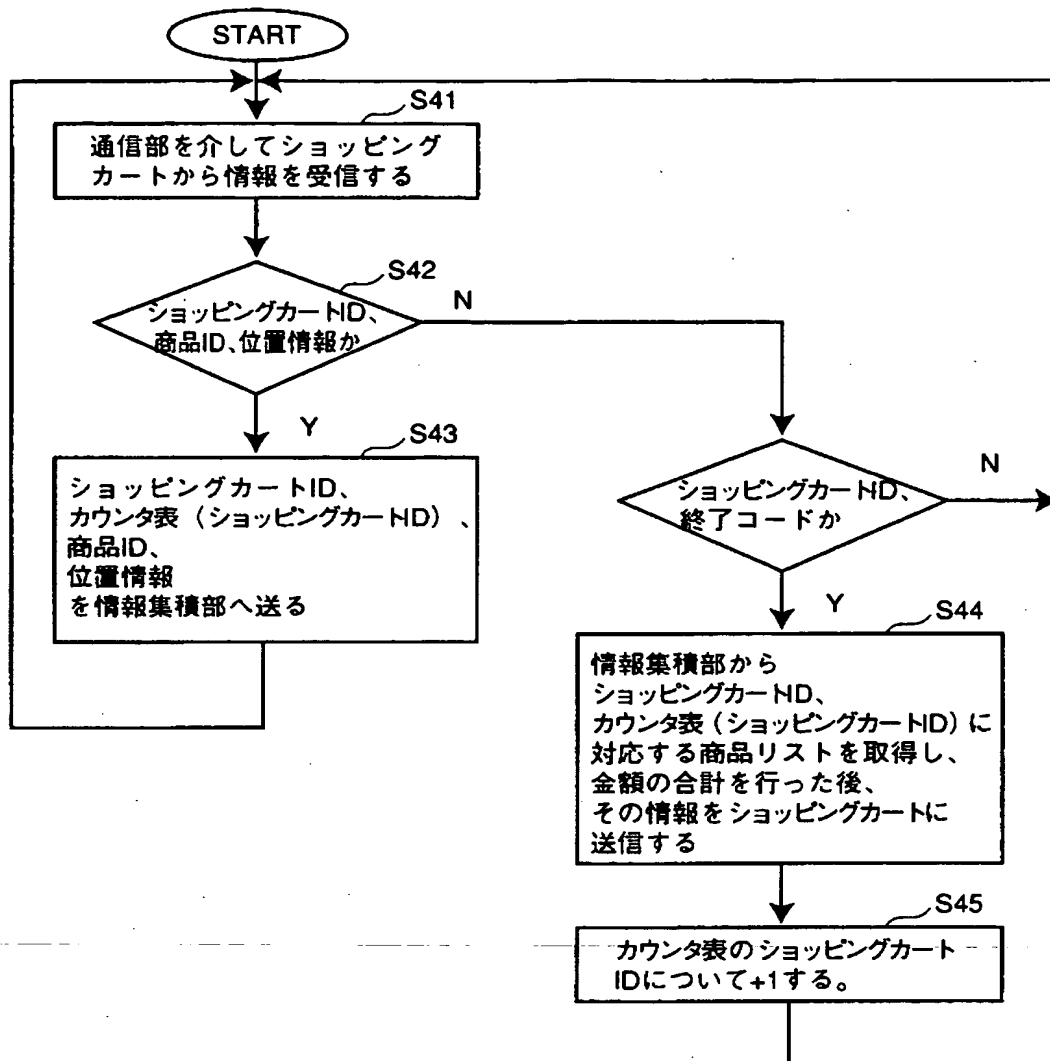 START
S41
通信部を介してショッピング
カートから情報を受信する
S42
ショッピングカートID、
商品ID、位置情報か
N
Y
S43
ショッピングカートID、
カウンタ表（ショッピングカートID）、
商品ID、
位置情報
を情報集積部へ送る
ショッピングカートID、
終了コードか
N
Y
S44
情報集積部から
ショッピングカートID、
カウンタ表（ショッピングカートID）に
対応する商品リストを取得し、
金額の合計を行った後、
その情報をショッピングカートに
送信する
S45
カウンタ表のショッピングカート
IDについて+1する。